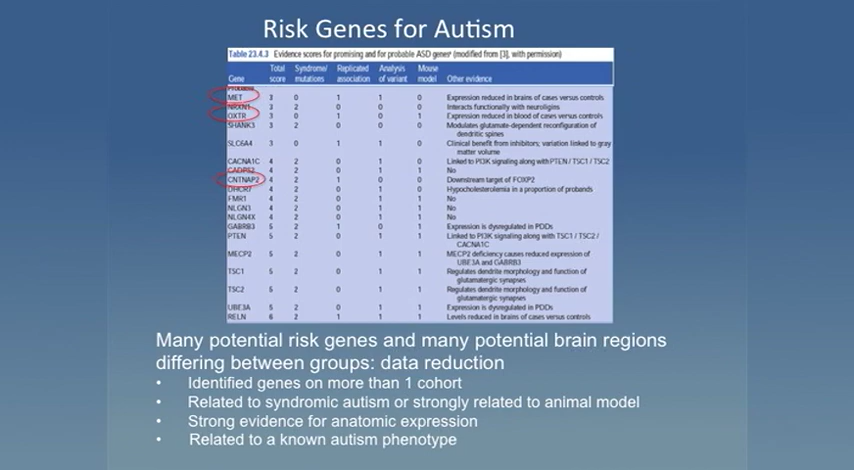 Risk Genes for Autism
Table 23.4.3 Evidence scores for promising and for probable ASD genes (modified from [3], with permission)
Gene Total score Syndrome/ mutations Replicated association Analysis of variant Mouse model Other evidence
Probable
MET 3 0 1 1 0 Expression reduced in brains of cases versus controls
NRXN1 3 2 0 0 0 Interacts functionally with neuroligins
OXTR 3 0 1 0 1 Expression reduced in blood of cases versus controls
SHANK3 3 2 0 0 0 Modulates glutamate-dependent reconfiguration of
dendritic spines
SLC6A4 3 0 1 1 0 Clinical benefit from inhibitors; variation linked to gray
matter volume
CACNA1C 4 2 0 1 0 Linked to PI3K signaling along with PTEN / TSC1 / TSC2
CADPS2 4 2 0 1 1 No
CNTNAP2 4 2 1 0 0 Downstream target of FOXP2
DHCR7 4 2 0 1 0 Hypocholesterolemia in a proportion of probands
FMR1 4 2 0 1 1 No
NLGN3 4 2 0 1 1 No
NLGN4X 4 2 0 1 1 No
GABRB3 5 2 1 0 1 Expression is dysregulated in PDDs
PTEN 5 2 0 1 1 Linked to PI3K signaling along with TSC1 / TSC2 /
CACNA1C
MECP2 5 2 0 1 1 MECP2 deficiency causes reduced expression of
UBE3A and GABRB3
TSC1 5 2 0 1 1 Regulates dendrite morphology and function of
glutamatergic synapses
TSC2 5 2 0 1 1 Regulates dendrite morphology and function of
glutamatergic synapses
UBE3A 5 2 0 1 1 Expression is dysregulated in PDDs
RELN 6 2 1 1 1 Levels reduced in brains of cases versus controls
Many potential risk genes and many potential brain regions
differing between groups: data reduction
• Identified genes on more than 1 cohort
• Related to syndromic autism or strongly related to animal model
• Strong evidence for anatomic expression
• Related to a known autism phenotype